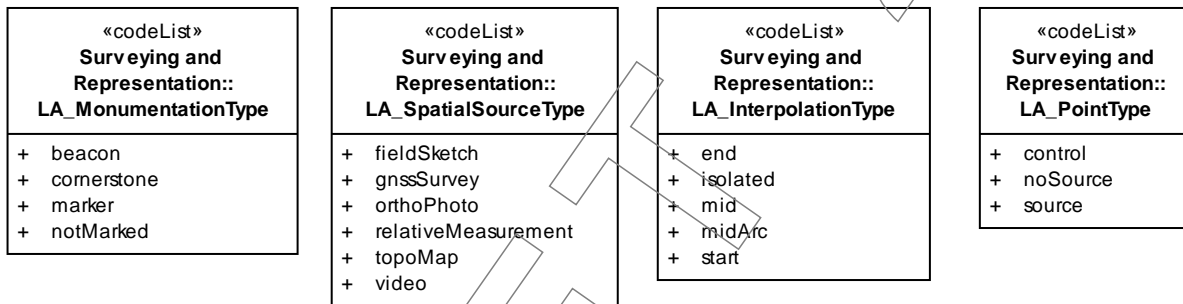 «codeList»
Surveying and
Representation::
LA_MonumentationType
+ beacon
+ cornerstone
+ marker
+ notMarked
«codeList»
Surveying and
Representation::
LA_SpatialSourceType
+ fieldSketch
+ gnssSurvey
+ orthoPhoto
+ relativeMeasurement
+ topoMap
+ video
«codeList»
Surveying and
Representation::
LA_InterpolationType
+ end
+ isolated
+ mid
+ midArc
+ start
«codeList»
Surveying and
Representation::
LA_PointType
+ control
+ noSource
+ source